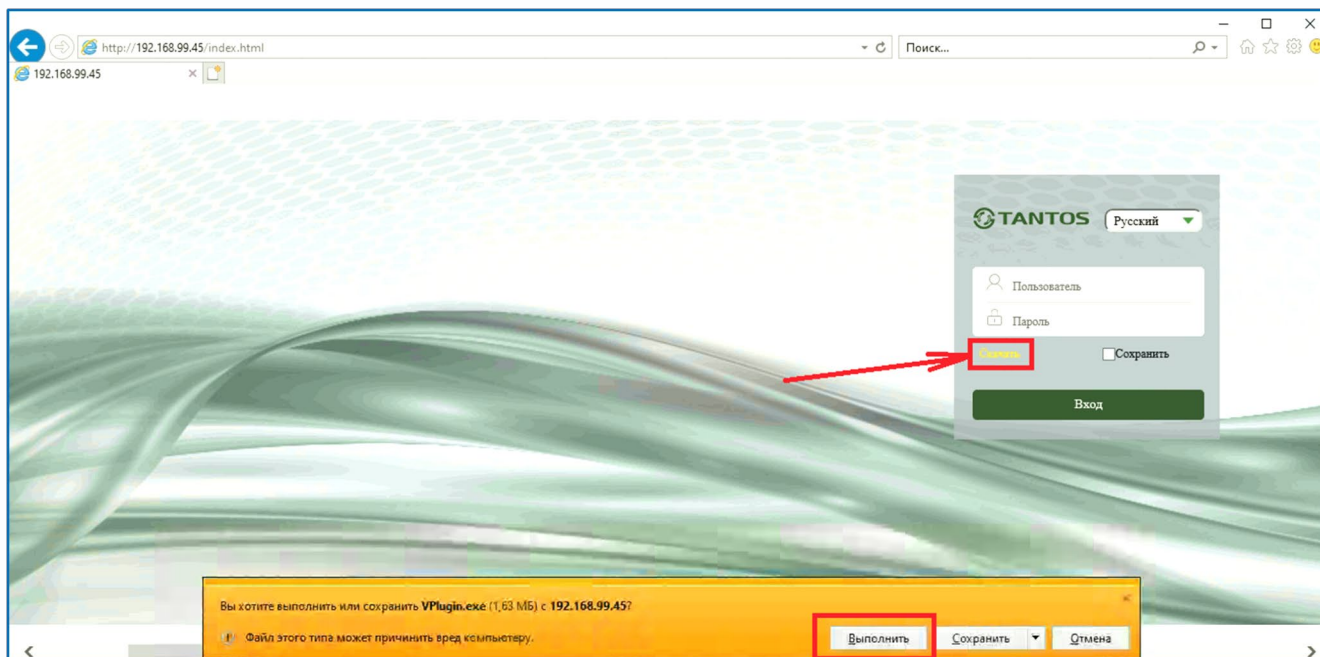 http://192.168.99.45/index.html
Поиск...
192.168.99.45
TANTOS
Русский
Пользователь
Пароль
Скачать
Сохранить
Вход
Вы хотите выполнить или сохранить VPlugin.exe (1,63 МБ) с 192.168.99.45?
Файл этого типа может причинить вред компьютеру.
Выполнить
Сохранить
Отмена